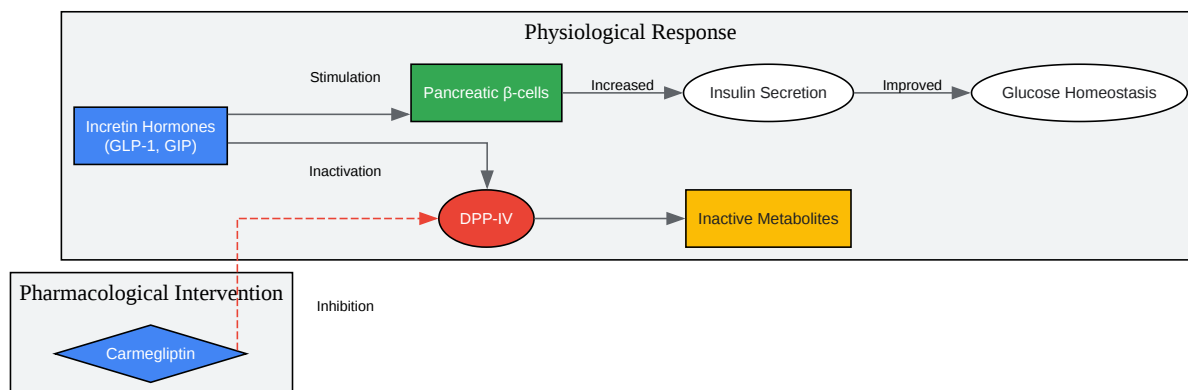 Physiological Response
Stimulation
Pancreatic β-cells
Increased
Insulin Secretion
Improved
Glucose Homeostasis
Incretin Hormones
(GLP-1, GIP)
Inactivation
DPP-IV
Inactive Metabolites
Pharmacological Intervention
Inhibition
Carmegliptin